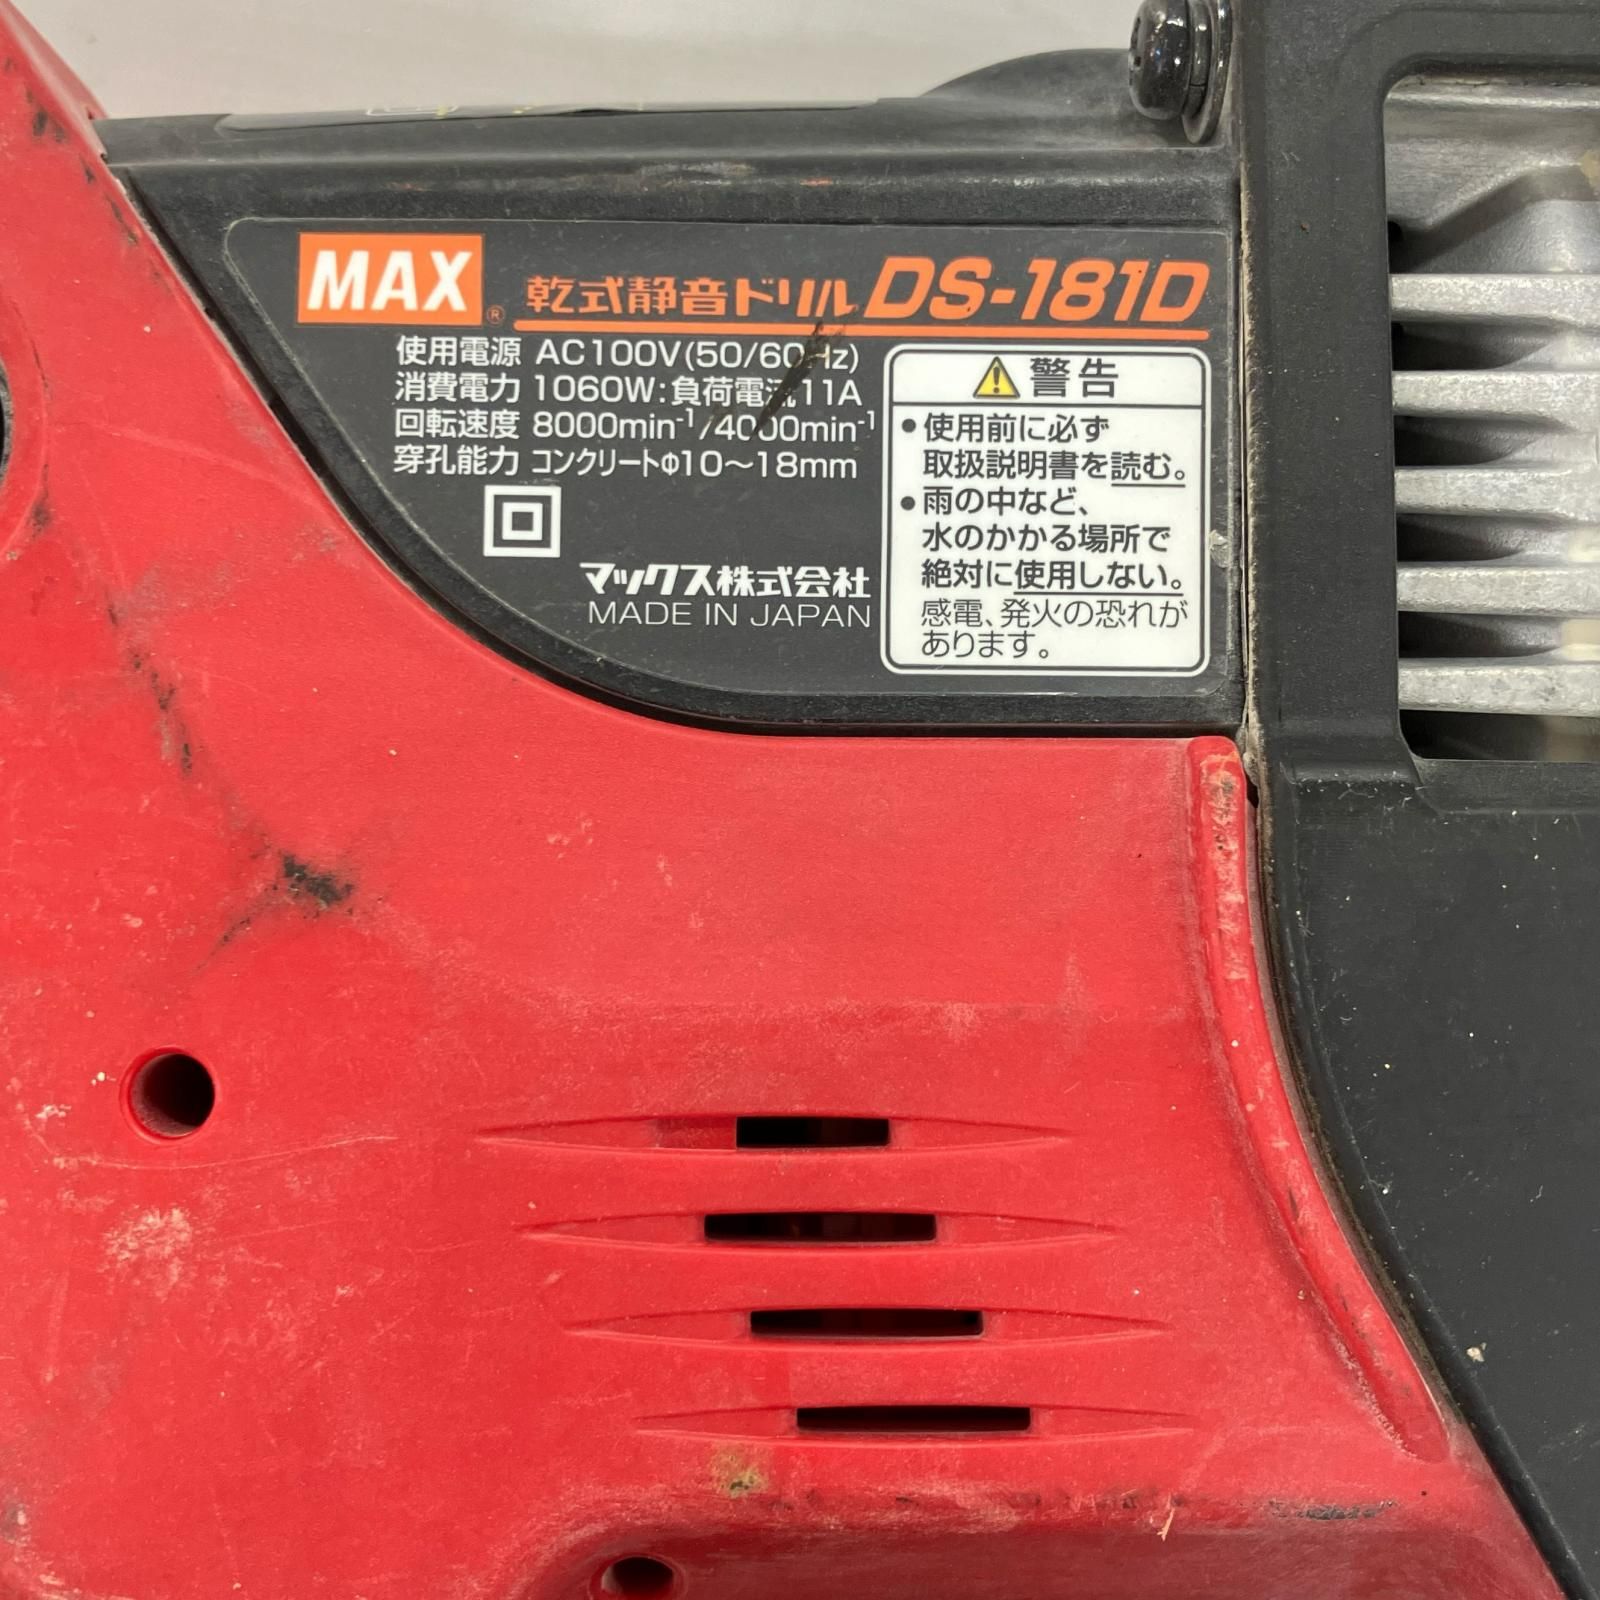 MAX®
乾式静音ドリル DS-181D
使用電源 AC100V(50/60Hz)
消費電力 1060W:負荷電流11A
回転速度 8000min⁻¹/4000min⁻¹
穿孔能力 コンクリートΦ10〜18mm
マックス株式会社
MADE IN JAPAN
警告
・使用前に必ず
取扱説明書を読む。
・雨の中など、
水のかかる場所で
絶対に使用しない。
感電、発火の恐れが
あります。